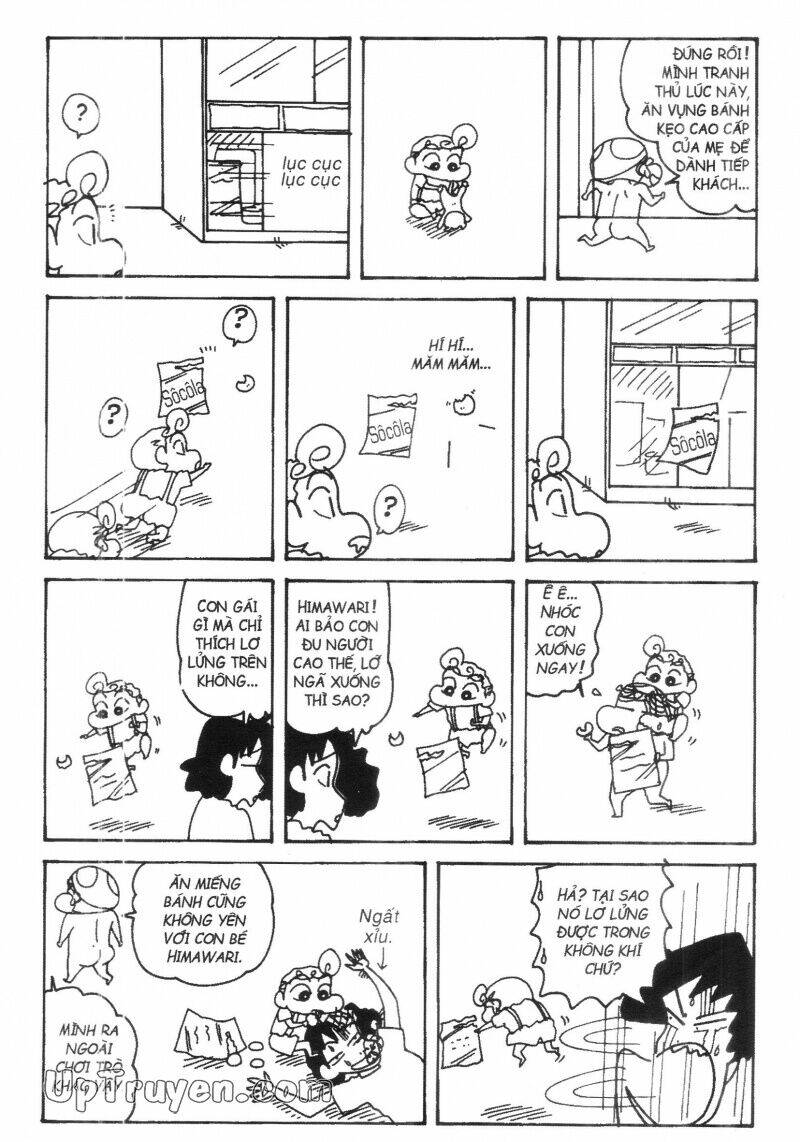 ĐÚNG RỒI!
MÌNH TRANH
THỦ LÚC NÀY,
ĂN VỤNG BÁNH
KẸO CAO CẤP
CỦA MẸ ĐỂ
DÀNH TIẾP
KHÁCH...
?
lục cục
lục cục
Sôcôla
HÍ HÍ...
MĂM MĂM...
Sôcôla
?
?
Sôcôla
?
Ê Ê...
NHÓC
CON
XUỐNG
NGAY!
HIMAWARI!
AI BẢO CON
ĐU NGƯỜI
CAO THẾ, LỠ
NGÃ XUỐNG
THÌ SAO?
CON GÁI
GÌ MÀ CHỈ
THÍCH LƠ
LỬNG TRÊN
KHÔNG...
HẢ? TẠI SAO
NÓ LƠ LỬNG
ĐƯỢC TRONG
KHÔNG KHÍ
CHỨ?
Ngất
xỉu.
ĂN MIẾNG
BÁNH CŨNG
KHÔNG YÊN
VỚI CON BÉ
HIMAWARI.
MÌNH RA
NGOÀI
CHƠI TRÒ
KHÁC VẬY
UpTruyen.com